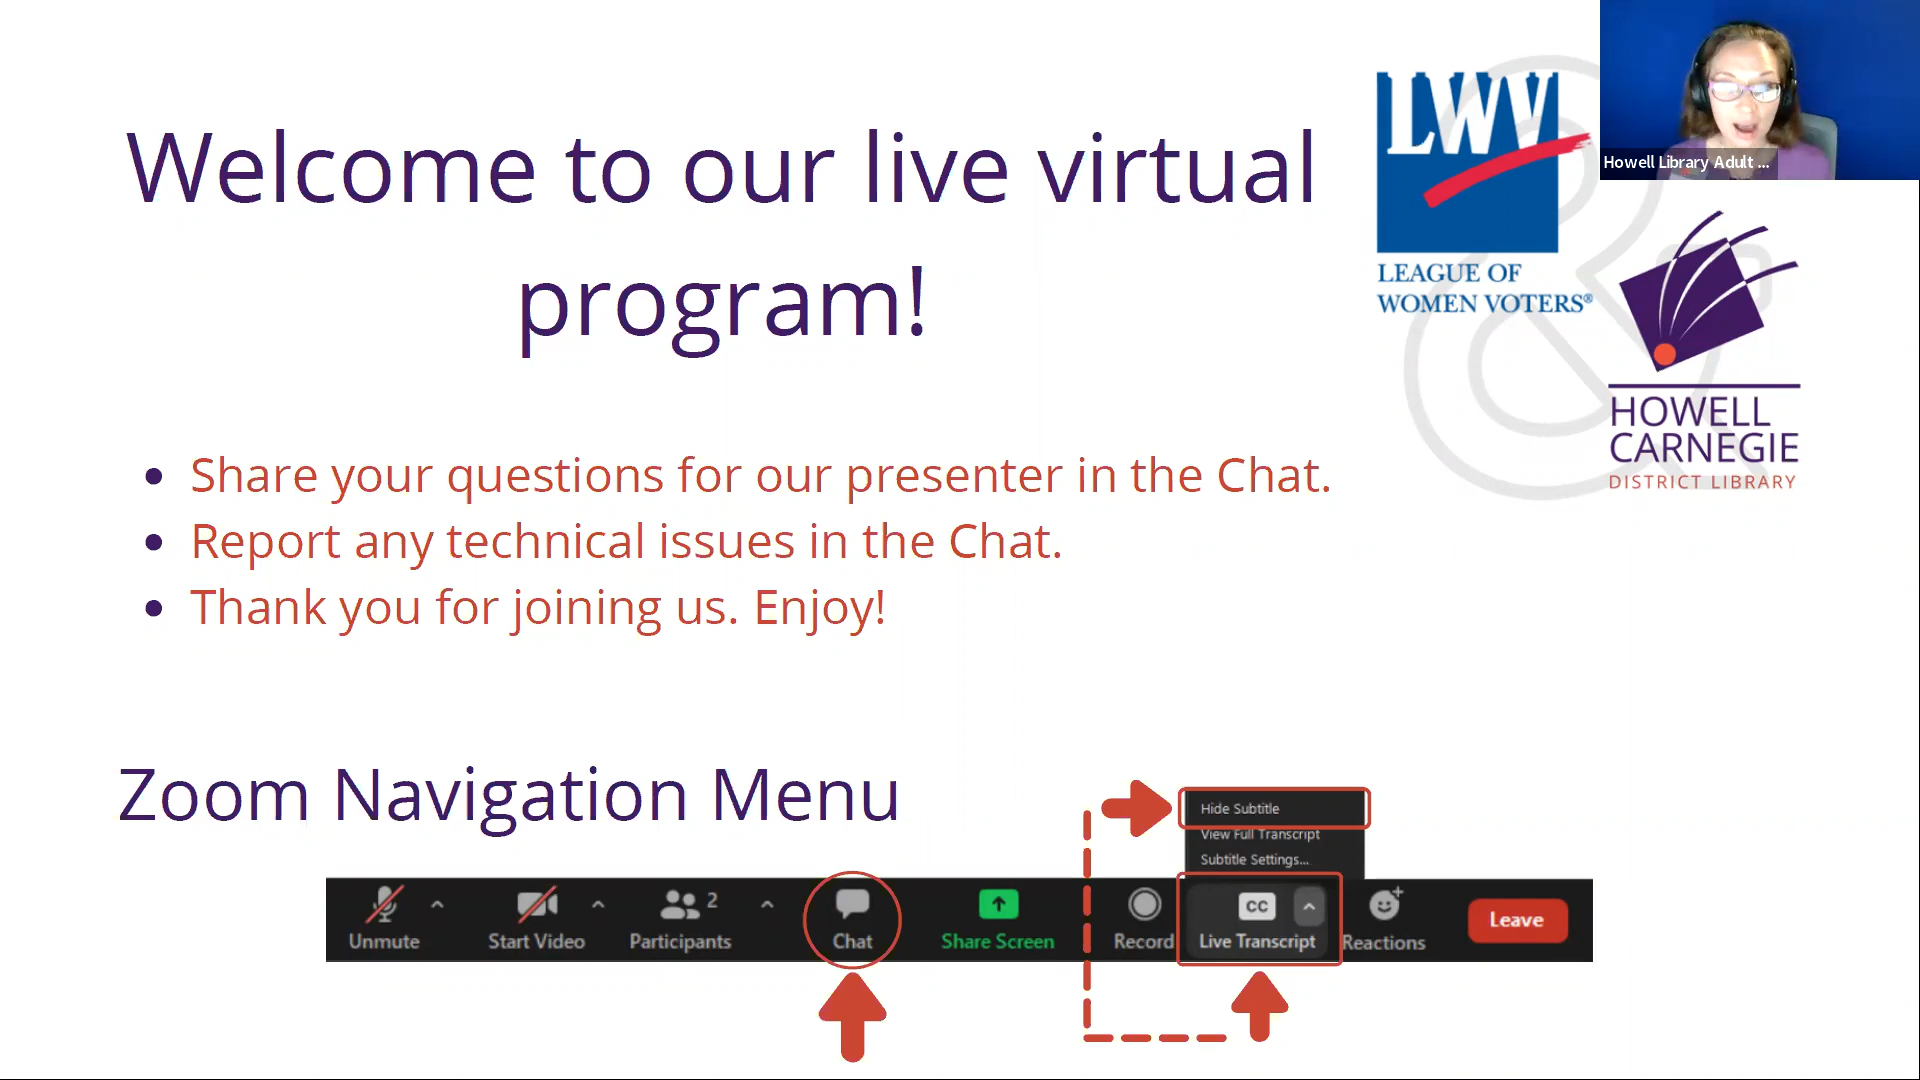 Welcome to our live virtual
program!
LWV
LEAGUE OF
WOMEN VOTERS®
Howell Library Adult ...
HOWELL
CARNEGIE
DISTRICT LIBRARY
• Share your questions for our presenter in the Chat.
• Report any technical issues in the Chat.
• Thank you for joining us. Enjoy!
Zoom Navigation Menu
Hide Subtitle
View Full Transcript
Subtitle Settings...
2
CC
Unmute
Start Video
Participants
Chat
Share Screen
Record
Live Transcript
Reactions
Leave